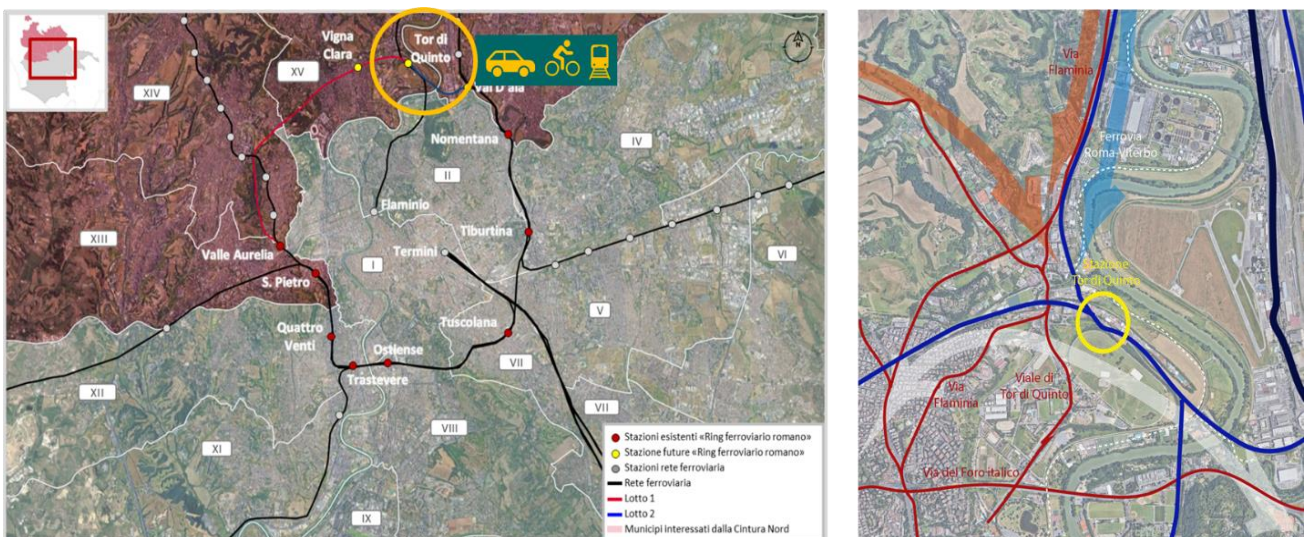 Vigna
Clara
Tor di
Quinto
N
XV
XIV
Val D'ala
Nomentana
IV
II
XIII
Flaminio
Valle Aurelia
Termini
Tiburtina
I
VI
S. Pietro
Quattro
Venti
Tuscolana
V
Ostiense
VII
Trastevere
XII
VII
VIII
XI
IX
Stazioni esistenti «Ring ferroviario romano»
Stazione future «Ring ferroviario romano»
Stazioni rete ferroviaria
Rete ferroviaria
Lotto 1
Lotto 2
Municipi interessati dalla Cintura Nord
Via
Flaminia
Ferrovia
Roma-Viterbo
Stazione
Tor di Quinto
Via
Flaminia
Viale di
Tor di Quinto
Via del Foro Italico